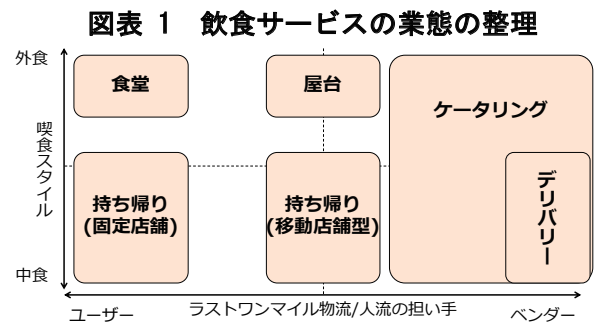 図表 1　飲食サービスの業態の整理
外食
食堂
屋台
ケータリング
喫食スタイル
持ち帰り
(固定店舗)
持ち帰り
(移動店舗型)
デリバリー
中食
ユーザー
ラストワンマイル物流/人流の担い手
ベンダー